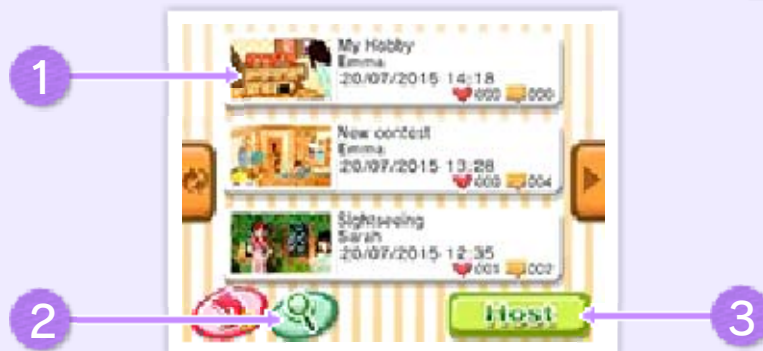 1
My Hobby
Emma
20/07/2015 14:18
000 000
New contest
Emma
20/07/2015 13:28
000 004
Sightseeing
Sarah
20/07/2015 12:35
001 002
2
Host
3